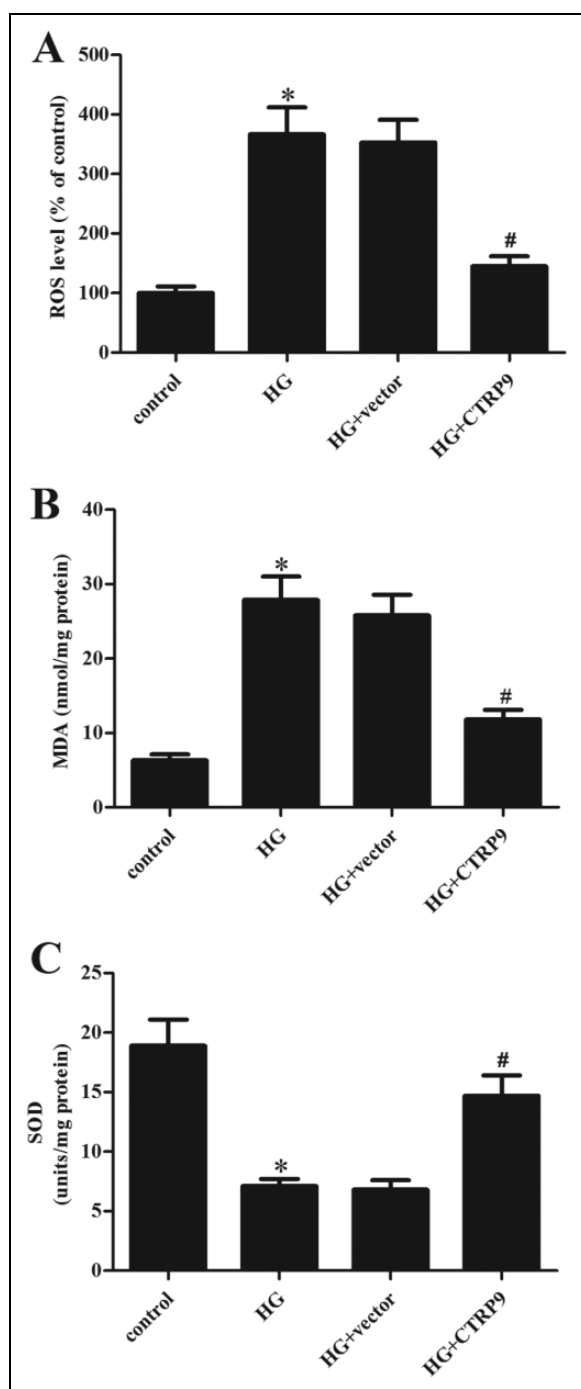 A
ROS level (% of control)
500
400
300
200
100
0
*
#
control
HG
HG+vector
HG+CTRP9
B
MDA (nmol/mg protein)
40
30
20
10
0
*
#
control
HG
HG+vector
HG+CTRP9
C
SOD
(units/mg protein)
25
20
15
10
5
0
*
#
control
HG
HG+vector
HG+CTRP9